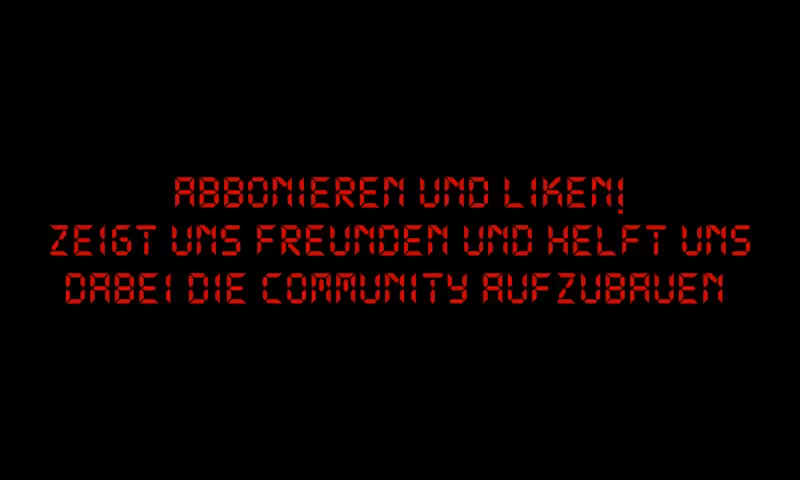 ABBONIEREN UND LIKEN!
ZEIGT UNS FREUNDEN UND HELFT UNS
DABEI DIE COMMUNITY AUFZUBAUEN